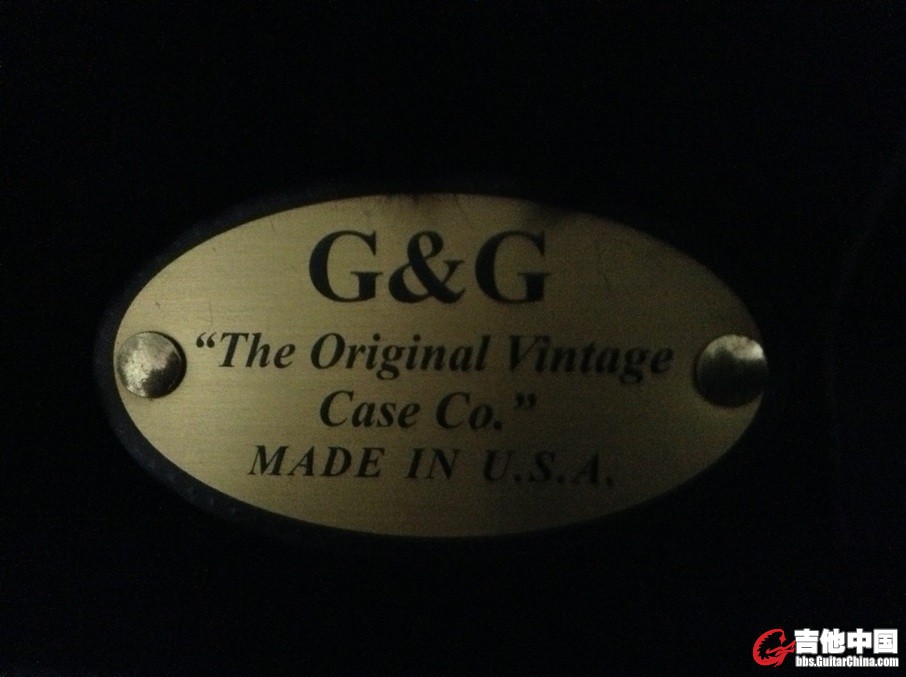 G&G
“The Original Vintage
Case Co.”
MADE IN U.S.A.
吉他中国
bbs.GuitarChina.com